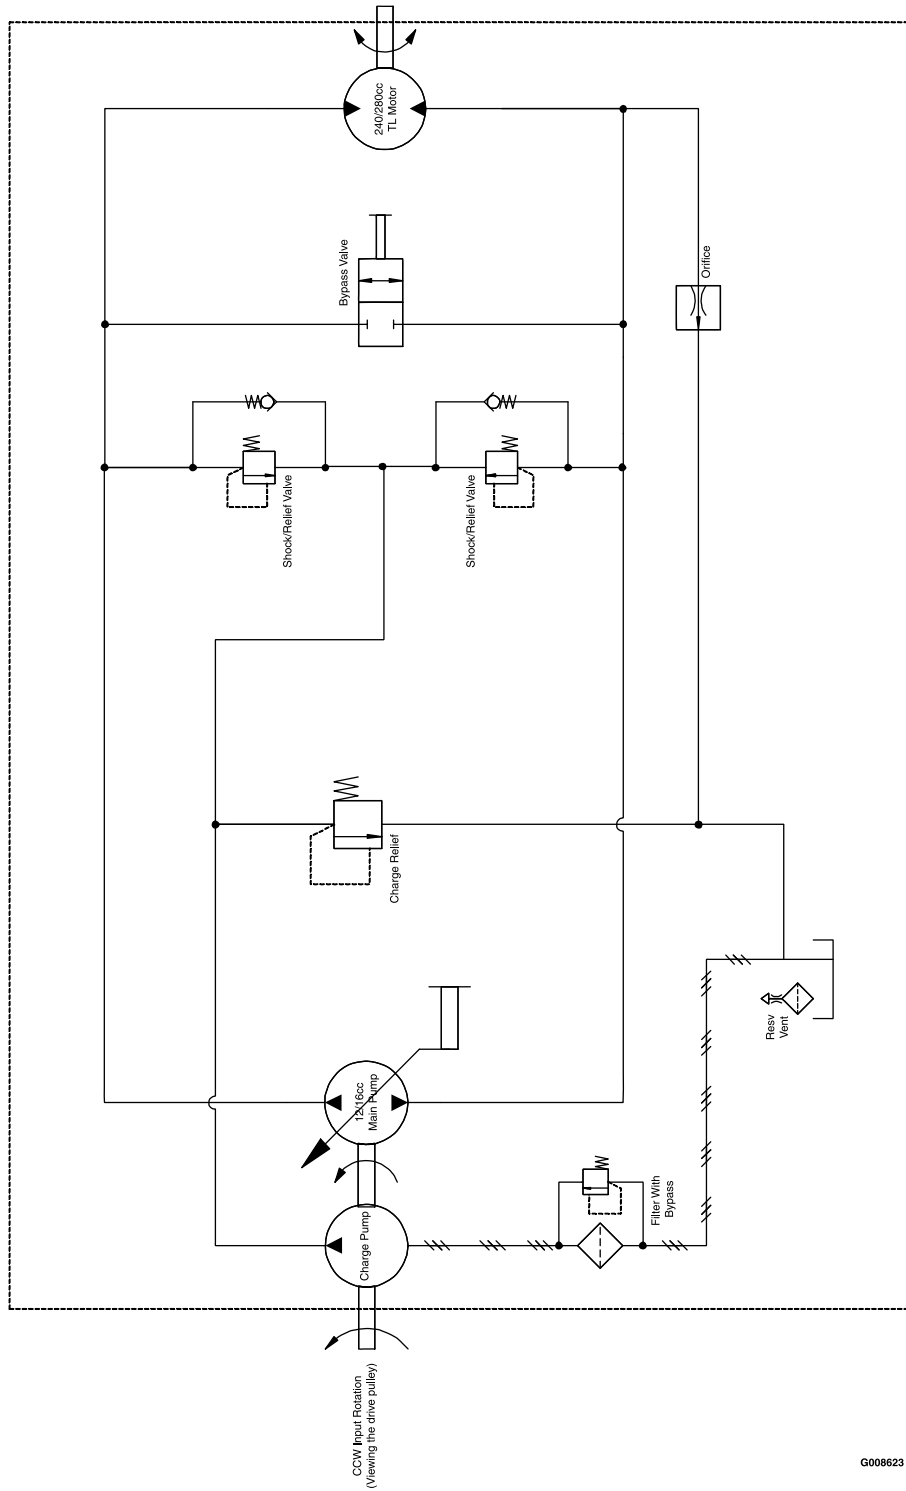 240/280cc
TL Motor
Bypass Valve
Orifice
Shock/Relief Valve
Shock/Relief Valve
Charge Relief
Resv
Vent
12/16cc
Main Pump
Filter With
Bypass
Charge Pump
CCW Input Rotation
(Viewing the drive pulley)
G008623